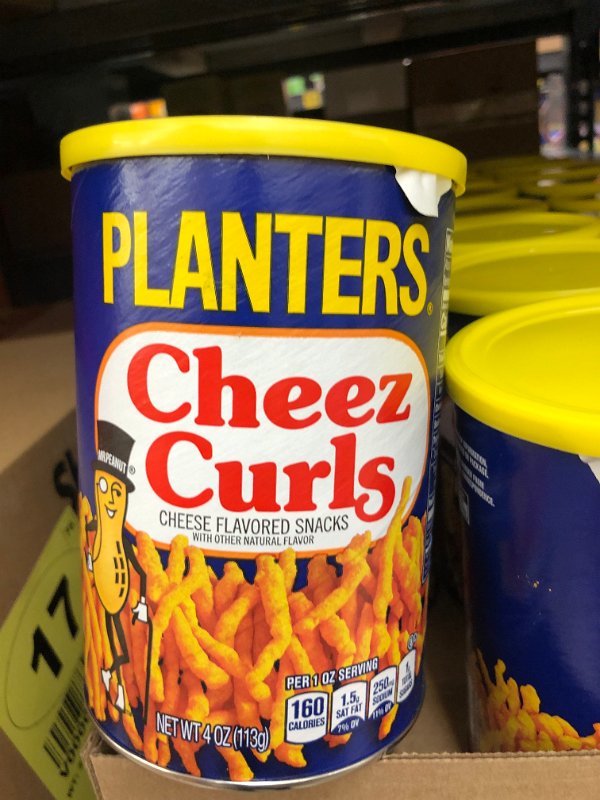 PLANTERS
Cheez
Curls
MR.PEANUT®
CHEESE FLAVORED SNACKS
WITH OTHER NATURAL FLAVOR
PER 1 OZ SERVING
160
CALORIES
1.5g
SAT FAT
7% DV
250mg
SODIUM
11% DV
NET WT 4 OZ (113g)
17